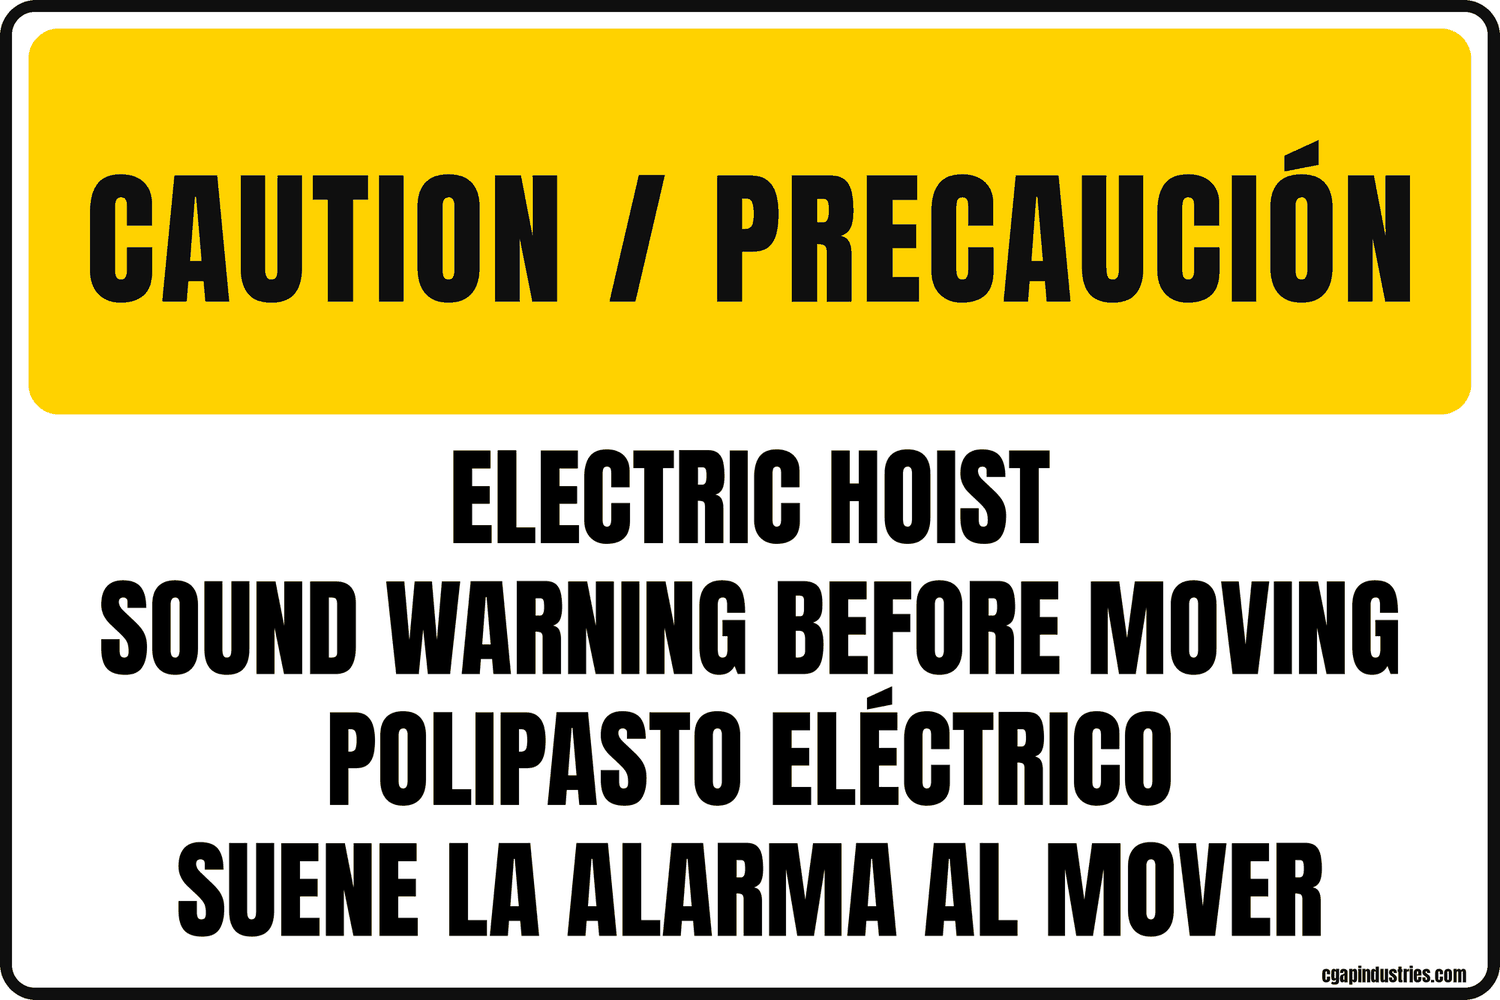 CAUTION / PRECAUCIÓN
ELECTRIC HOIST
SOUND WARNING BEFORE MOVING
POLIPASTO ELÉCTRICO
SUENE LA ALARMA AL MOVER
cgapindustries.com